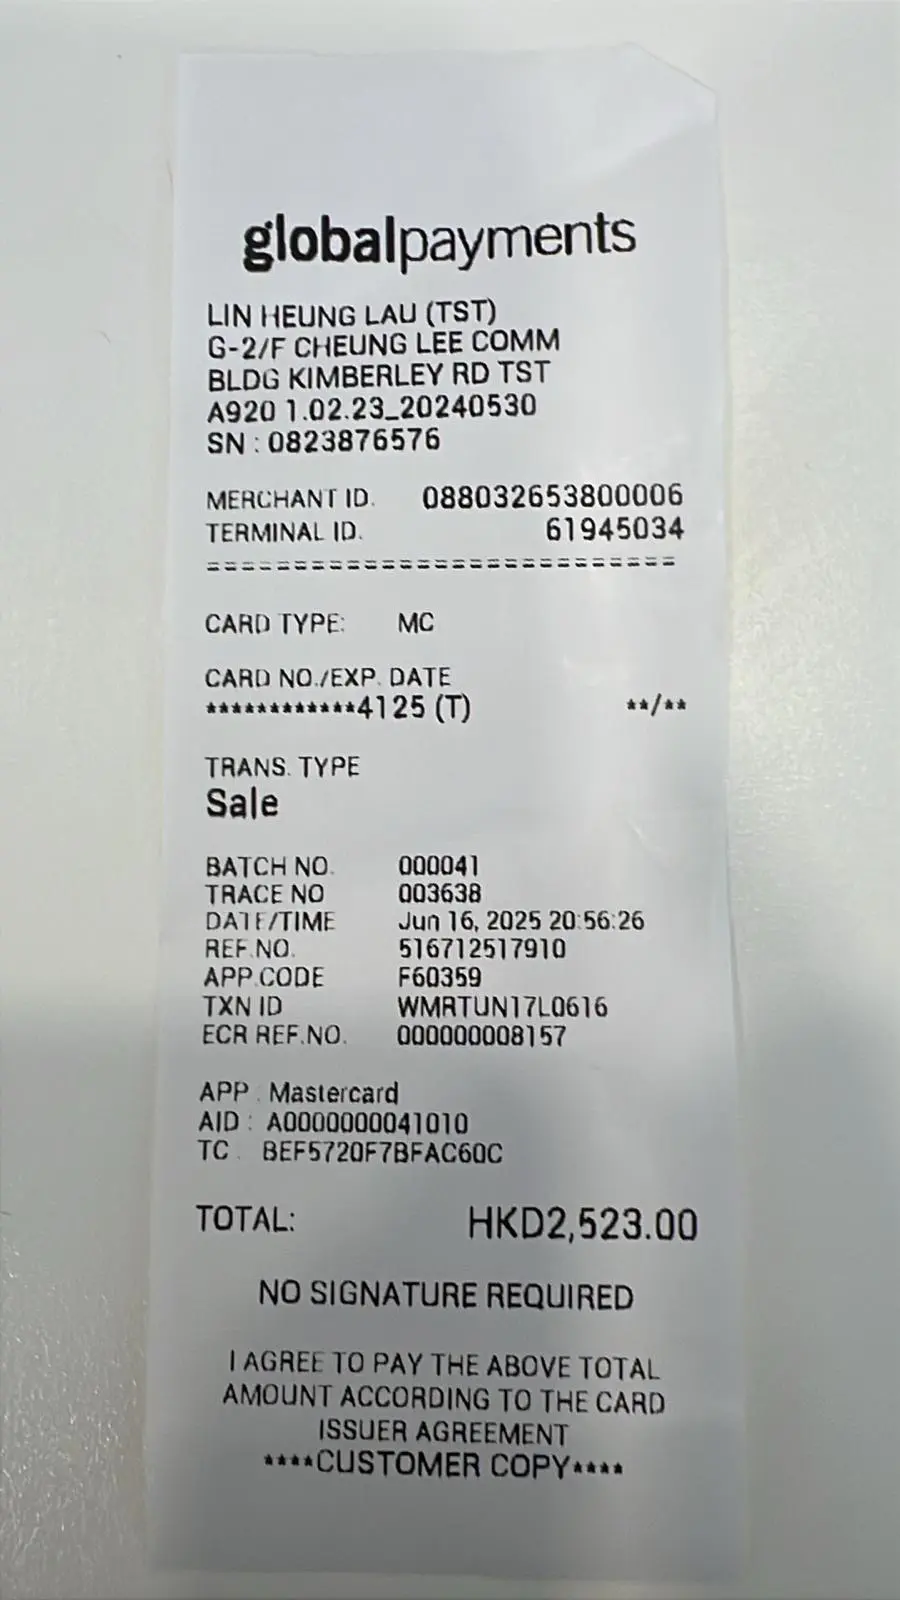 globalpayments
LIN HEUNG LAU (TST)
G-2/F CHEUNG LEE COMM
BLDG KIMBERLEY RD TST
A920 1.02.23_20240530
SN : 0823876576
MERCHANT ID. 088032653800006
TERMINAL ID. 61945034
===========================
CARD TYPE: MC
CARD NO./EXP. DATE
************4125 (T) **/**
TRANS. TYPE
Sale
BATCH NO. 000041
TRACE NO 003638
DATE/TIME Jun 16, 2025 20:56:26
REF.NO. 516712517910
APP.CODE F60359
TXN ID WMRTUN17L0616
ECR REF.NO. 000000008157
APP : Mastercard
AID : A0000000041010
TC : BEF5720F7BFAC60C
TOTAL: HKD2,523.00
NO SIGNATURE REQUIRED
I AGREE TO PAY THE ABOVE TOTAL
AMOUNT ACCORDING TO THE CARD
ISSUER AGREEMENT
****CUSTOMER COPY****